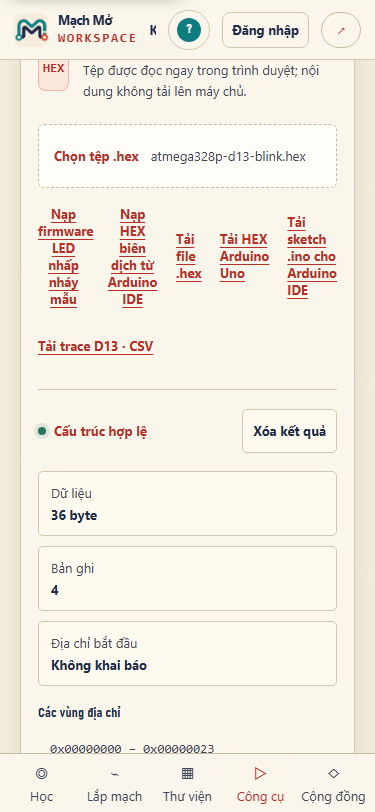 Mạch Mở
WORKSPACE
K
?
Đăng nhập
↗
HEX
Tệp được đọc ngay trong trình duyệt; nội
dung không tải lên máy chủ.
Chọn tệp .hex atmega328p-d13-blink.hex
Nạp
firmware
LED
nhấp
nháy
mẫu
Nạp
HEX
biên
dịch từ
Arduino
IDE
Tải
file
.hex
Tải HEX
Arduino
Uno
Tải
sketch
.ino cho
Arduino
IDE
Tải trace D13 · CSV
Cấu trúc hợp lệ
Xóa kết quả
Dữ liệu
36 byte
Bản ghi
4
Địa chỉ bắt đầu
Không khai báo
Các vùng địa chỉ
0x00000000 – 0x00000023
Học
Lắp mạch
Thư viện
Công cụ
Cộng đồng